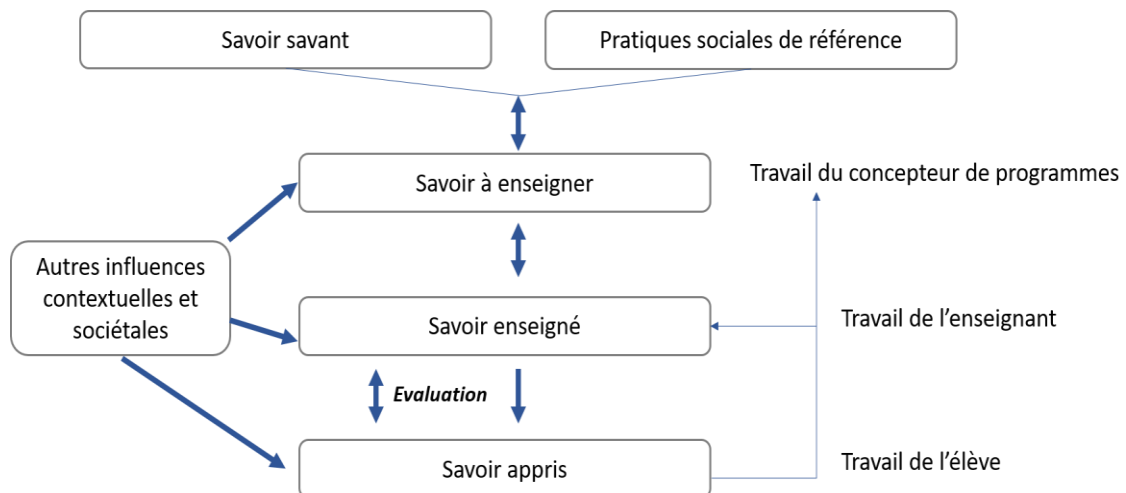 Savoir savant
Pratiques sociales de référence
Savoir à enseigner
Travail du concepteur de programmes
Autres influences
contextuelles et
sociétales
Savoir enseigné
Travail de l'enseignant
Evaluation
Savoir appris
Travail de l'élève